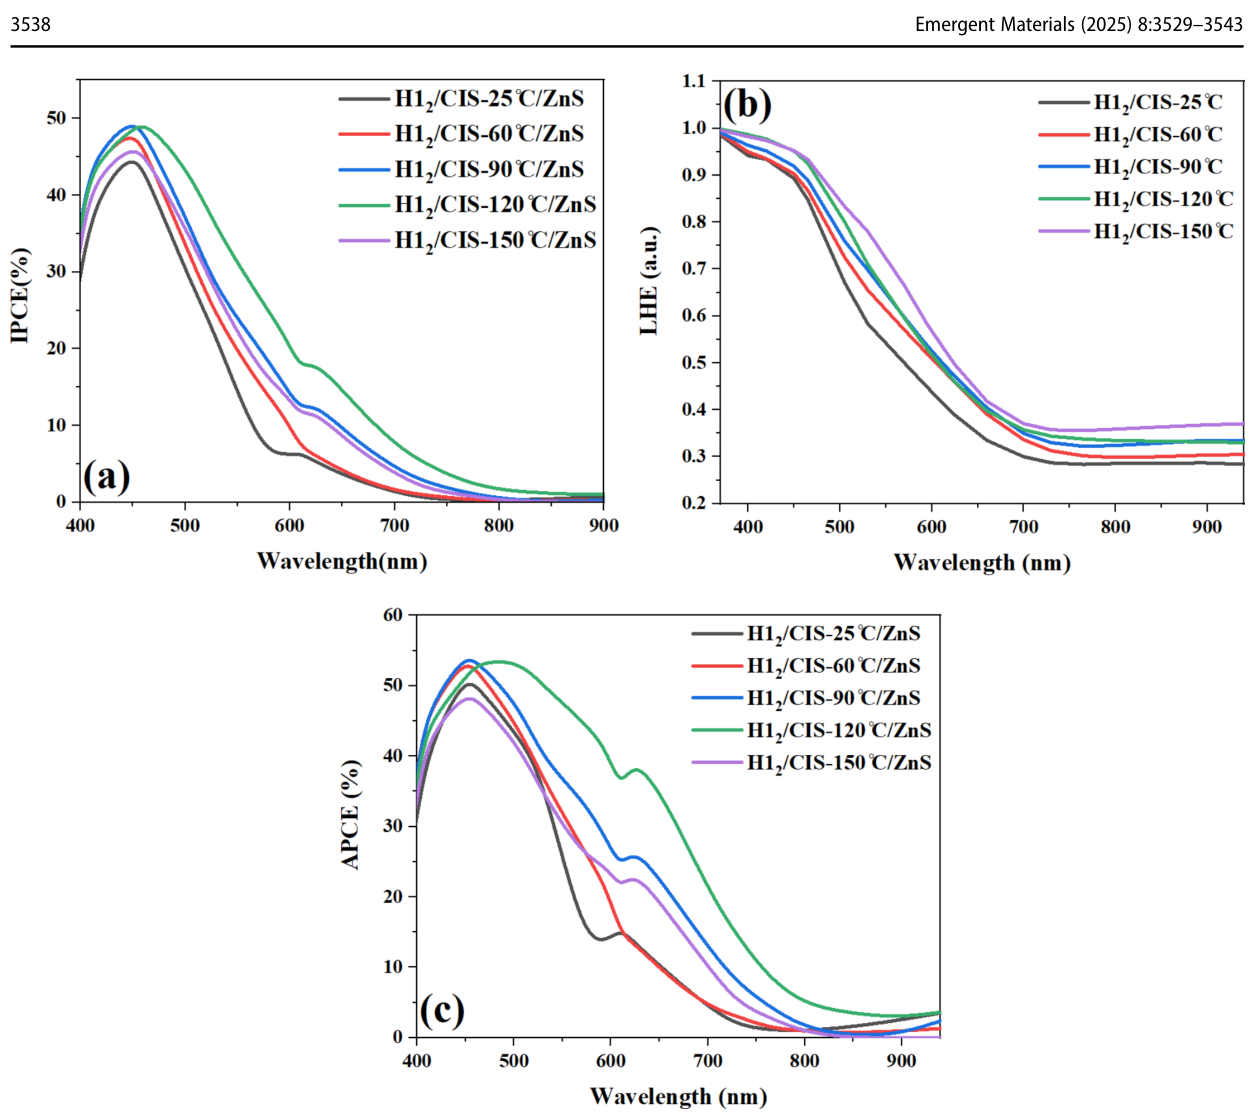 3538
Emergent Materials (2025) 8:3529–3543
50
40
30
20
10
0
IPCE(%)
H1₂/CIS-25℃/ZnS
H1₂/CIS-60℃/ZnS
H1₂/CIS-90℃/ZnS
H1₂/CIS-120℃/ZnS
H1₂/CIS-150℃/ZnS
(a)
400 500 600 700 800 900
Wavelength(nm)
1.1
1.0
0.9
0.8
0.7
0.6
0.5
0.4
0.3
0.2
LHE (a.u.)
(b)
H1₂/CIS-25℃
H1₂/CIS-60℃
H1₂/CIS-90℃
H1₂/CIS-120℃
H1₂/CIS-150℃
400 500 600 700 800 900
Wavelength (nm)
60
50
40
30
20
10
0
APCE (%)
H1₂/CIS-25℃/ZnS
H1₂/CIS-60℃/ZnS
H1₂/CIS-90℃/ZnS
H1₂/CIS-120℃/ZnS
H1₂/CIS-150℃/ZnS
(c)
400 500 600 700 800 900
Wavelength (nm)